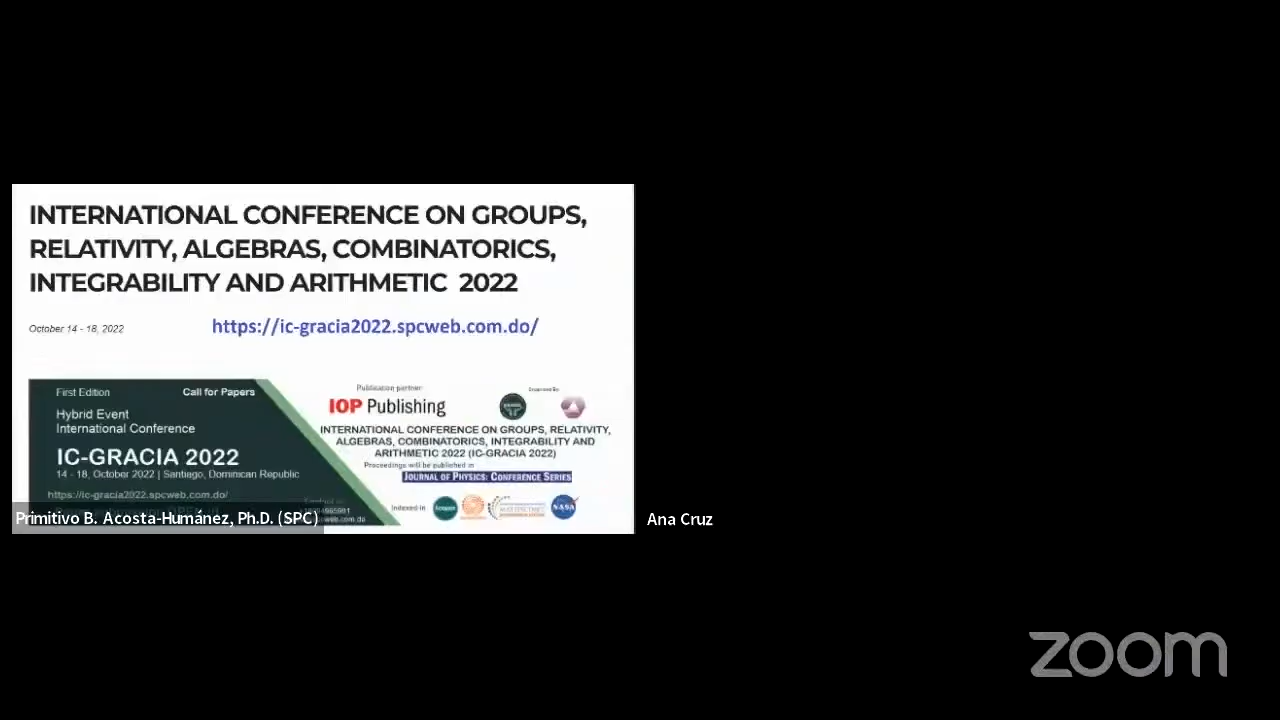 INTERNATIONAL CONFERENCE ON GROUPS,
RELATIVITY, ALGEBRAS, COMBINATORICS,
INTEGRABILITY AND ARITHMETIC 2022
October 14 - 18, 2022
https://ic-gracia2022.spcweb.com.do/
First Edition
Call for Papers
Hybrid Event
International Conference
IC-GRACIA 2022
14 - 18, October 2022 | Santiago, Dominican Republic
https://ic-gracia2022.spcweb.com.do/
Publication partner
IOP Publishing
INTERNATIONAL CONFERENCE ON GROUPS, RELATIVITY,
ALGEBRAS, COMBINATORICS, INTEGRABILITY AND
ARITHMETIC 2022 (IC-GRACIA 2022)
Proceedings will be published in
JOURNAL OF PHYSICS: CONFERENCE SERIES
Indexed in
NASA
Primitivo B. Acosta-Humánez, Ph.D. (SPC)
Ana Cruz
zoom